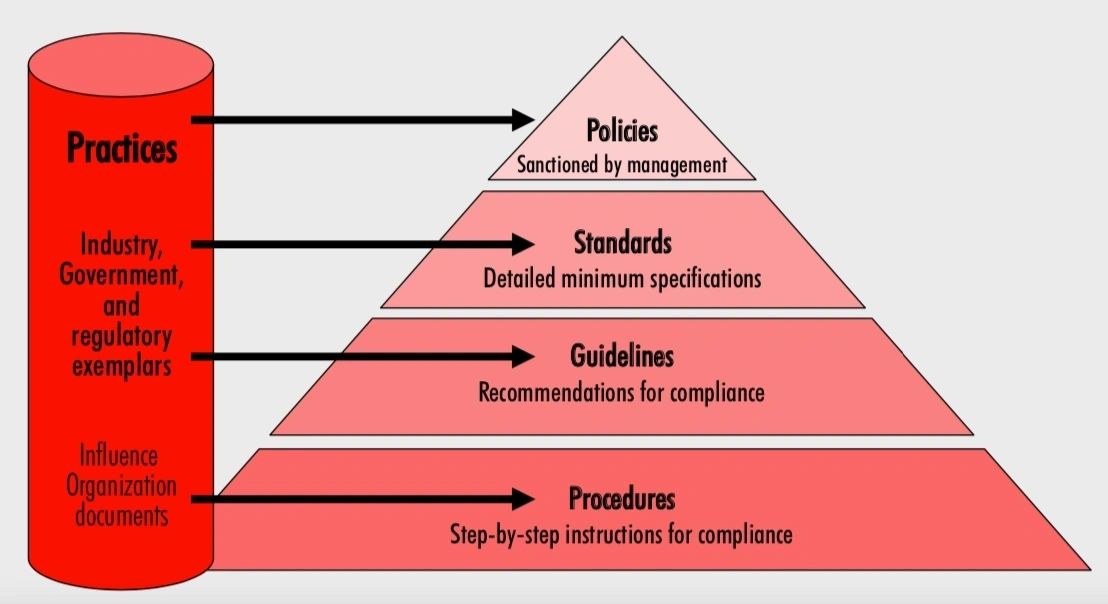 Practices
Industry,
Government,
and
regulatory
exemplars
Influence
Organization
documents
Policies
Sanctioned by management
Standards
Detailed minimum specifications
Guidelines
Recommendations for compliance
Procedures
Step-by-step instructions for compliance